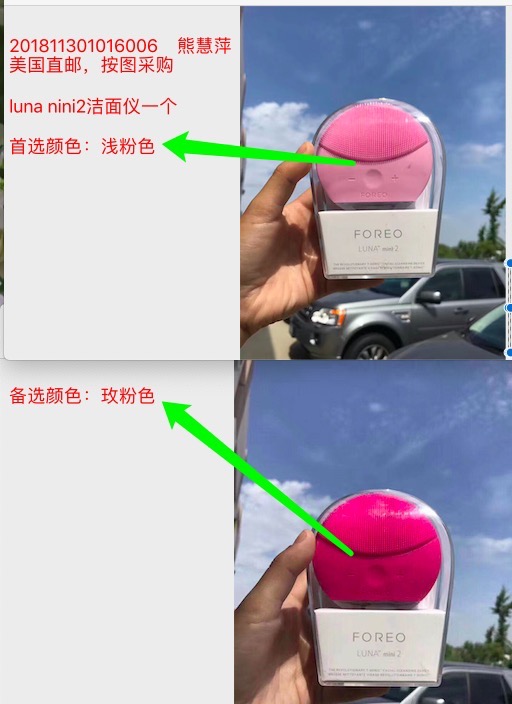 201811301016006 熊慧萍
美国直邮，按图采购
luna nini2洁面仪一个
首选颜色：浅粉色
FOREO
FOREO
LUNA mini 2
备选颜色：玫粉色
FOREO
LUNA mini 2